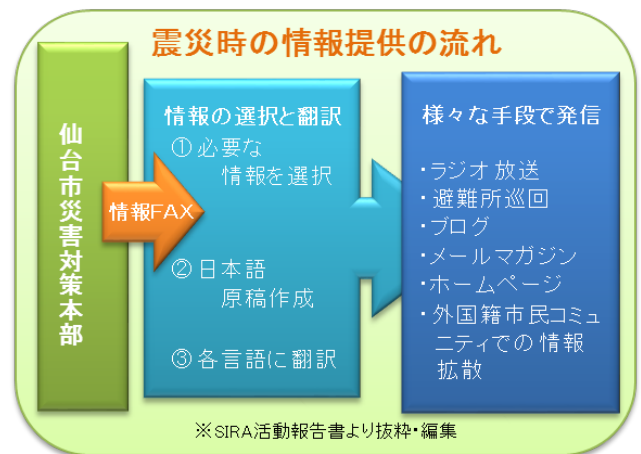 震災時の情報提供の流れ
仙台市災害対策本部
情報FAX
情報の選択と翻訳
①必要な
情報を選択
②日本語
原稿作成
③各言語に翻訳
様々な手段で発信
・ラジオ放送
・避難所巡回
・ブログ
・メールマガジン
・ホームページ
・外国籍市民コミュ
ニティでの情報
拡散
※SIRA活動報告書より抜粋・編集